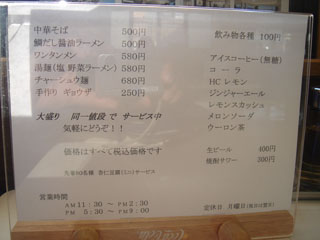 中華そば 500円
鯛だし醤油ラーメン 500円
ワンタンメン 580円
湯麺(塩 野菜ラーメン) 580円
チャーシュウ麺 680円
手作り ギョウザ 250円
大盛り 同一値段 で サービス中
気軽にどうぞ!!
価格はすべて税込価格です
営業時間
AM11:30 ~ PM2:30
PM 5:30 ~ PM9:00
飲み物各種 100円
アイスコーヒー(無糖)
コーラ
HC レモン
ジンジャーエール
レモンスカッシュ
メロンソーダ
ウーロン茶
生ビール 400円
焼酎サワー 300円
定休日 月曜日(祝日は営業)